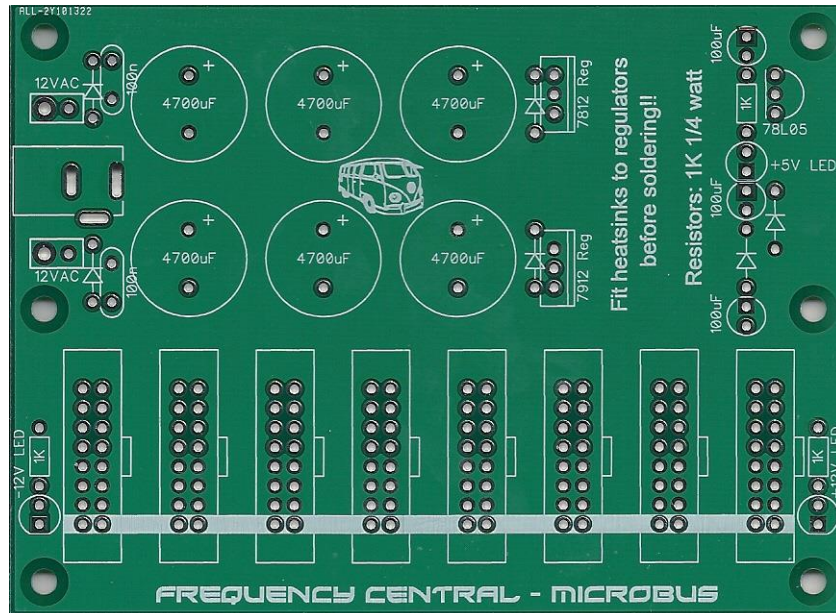 ALL-2Y101322
12VAC
100n
4700uF
4700uF
4700uF
7812 Reg
Fit heatsinks to regulators
before soldering!!
Resistors: 1K 1/4 watt
100uF
1K
78L05
+5V LED
100uF
100uF
12VAC
100n
4700uF
4700uF
4700uF
7912 Reg
-12V LED
1K
1K
12V LED
FREQUENCY CENTRAL - MICROBUS